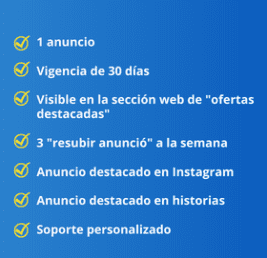 1 anuncio
Vigencia de 30 días
Visible en la sección web de "ofertas
destacadas"
3 "resubir anunció" a la semana
Anuncio destacado en Instagram
Anuncio destacado en historias
Soporte personalizado